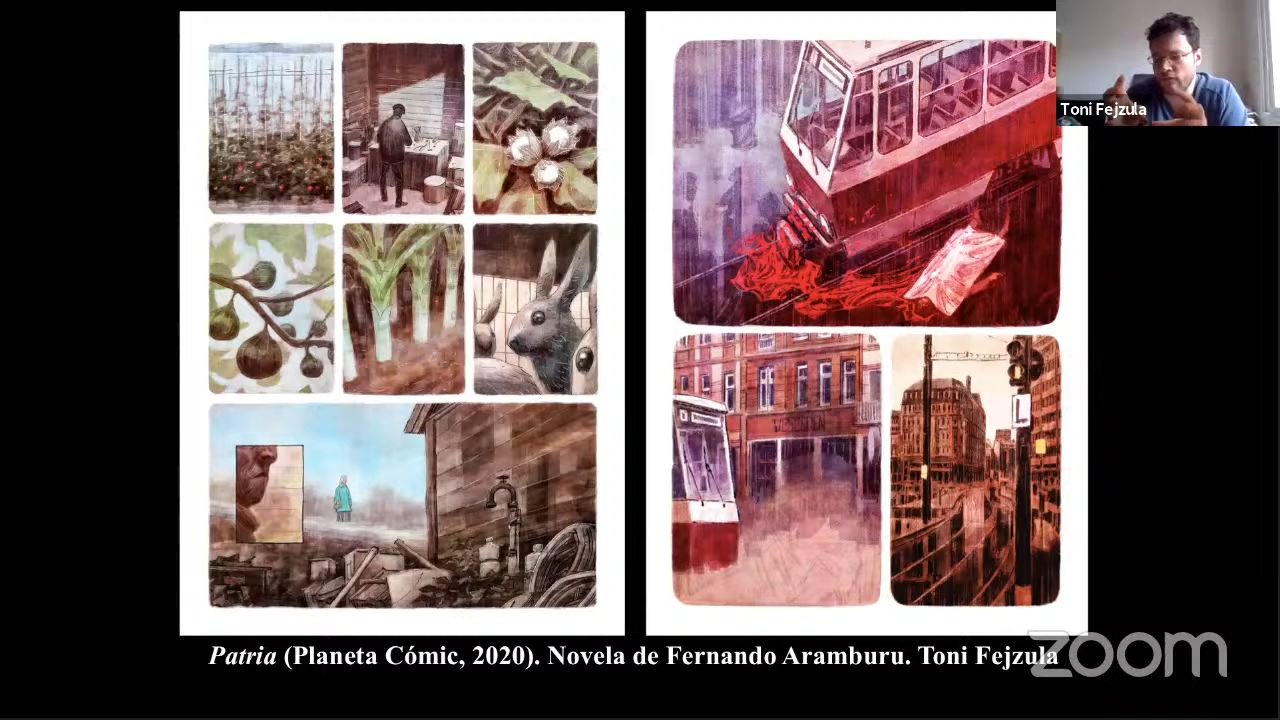 Toni Fejzula
L
Patria (Planeta Cómic, 2020). Novela de Fernando Aramburu. Toni Fejzula
zoom